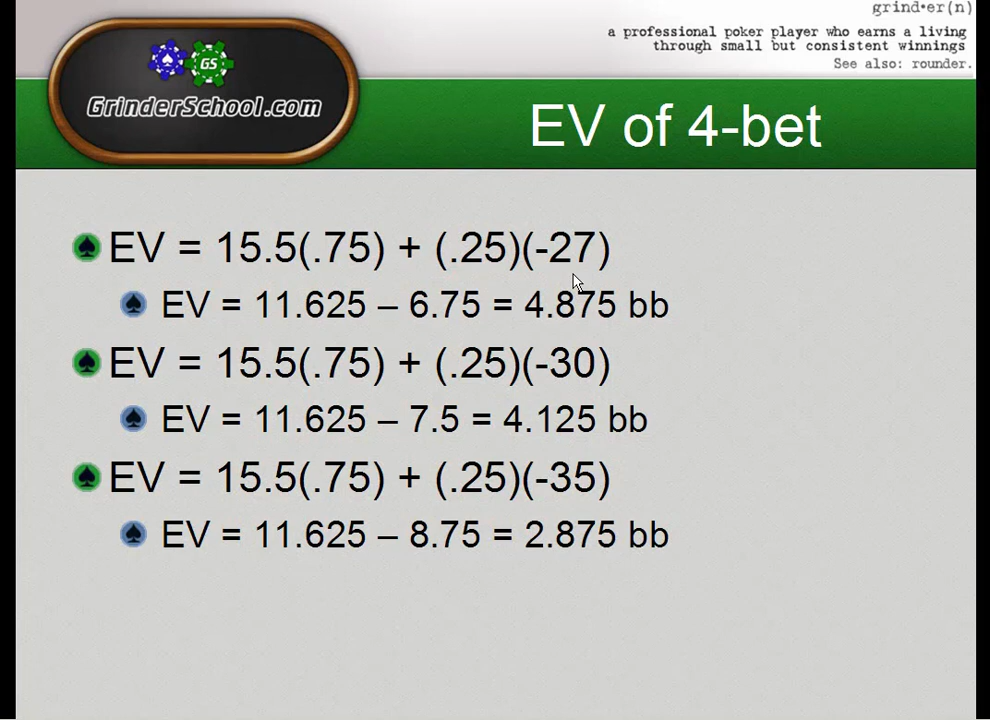 grind•er(n)
a professional poker player who earns a living
through small but consistent winnings
See also: rounder.
GS
GrinderSchool.com
EV of 4-bet
EV = 15.5(.75) + (.25)(-27)
EV = 11.625 – 6.75 = 4.875 bb
EV = 15.5(.75) + (.25)(-30)
EV = 11.625 – 7.5 = 4.125 bb
EV = 15.5(.75) + (.25)(-35)
EV = 11.625 – 8.75 = 2.875 bb